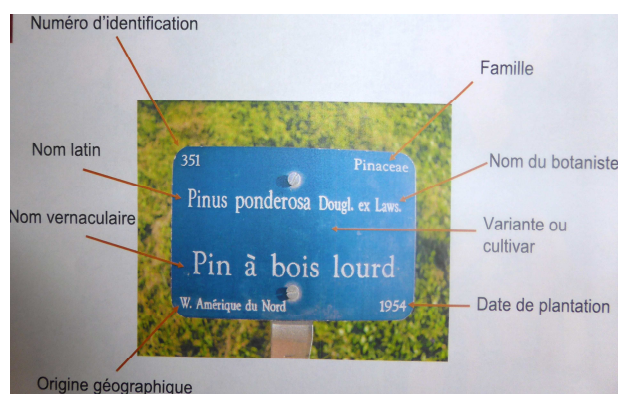 Numéro d'identification
Famille
351
Pinaceae
Nom latin
Nom du botaniste
Pinus ponderosa Dougl. ex Laws.
Nom vernaculaire
Variante ou
cultivar
Pin à bois lourd
W. Amérique du Nord
1954
Date de plantation
Origine géographique